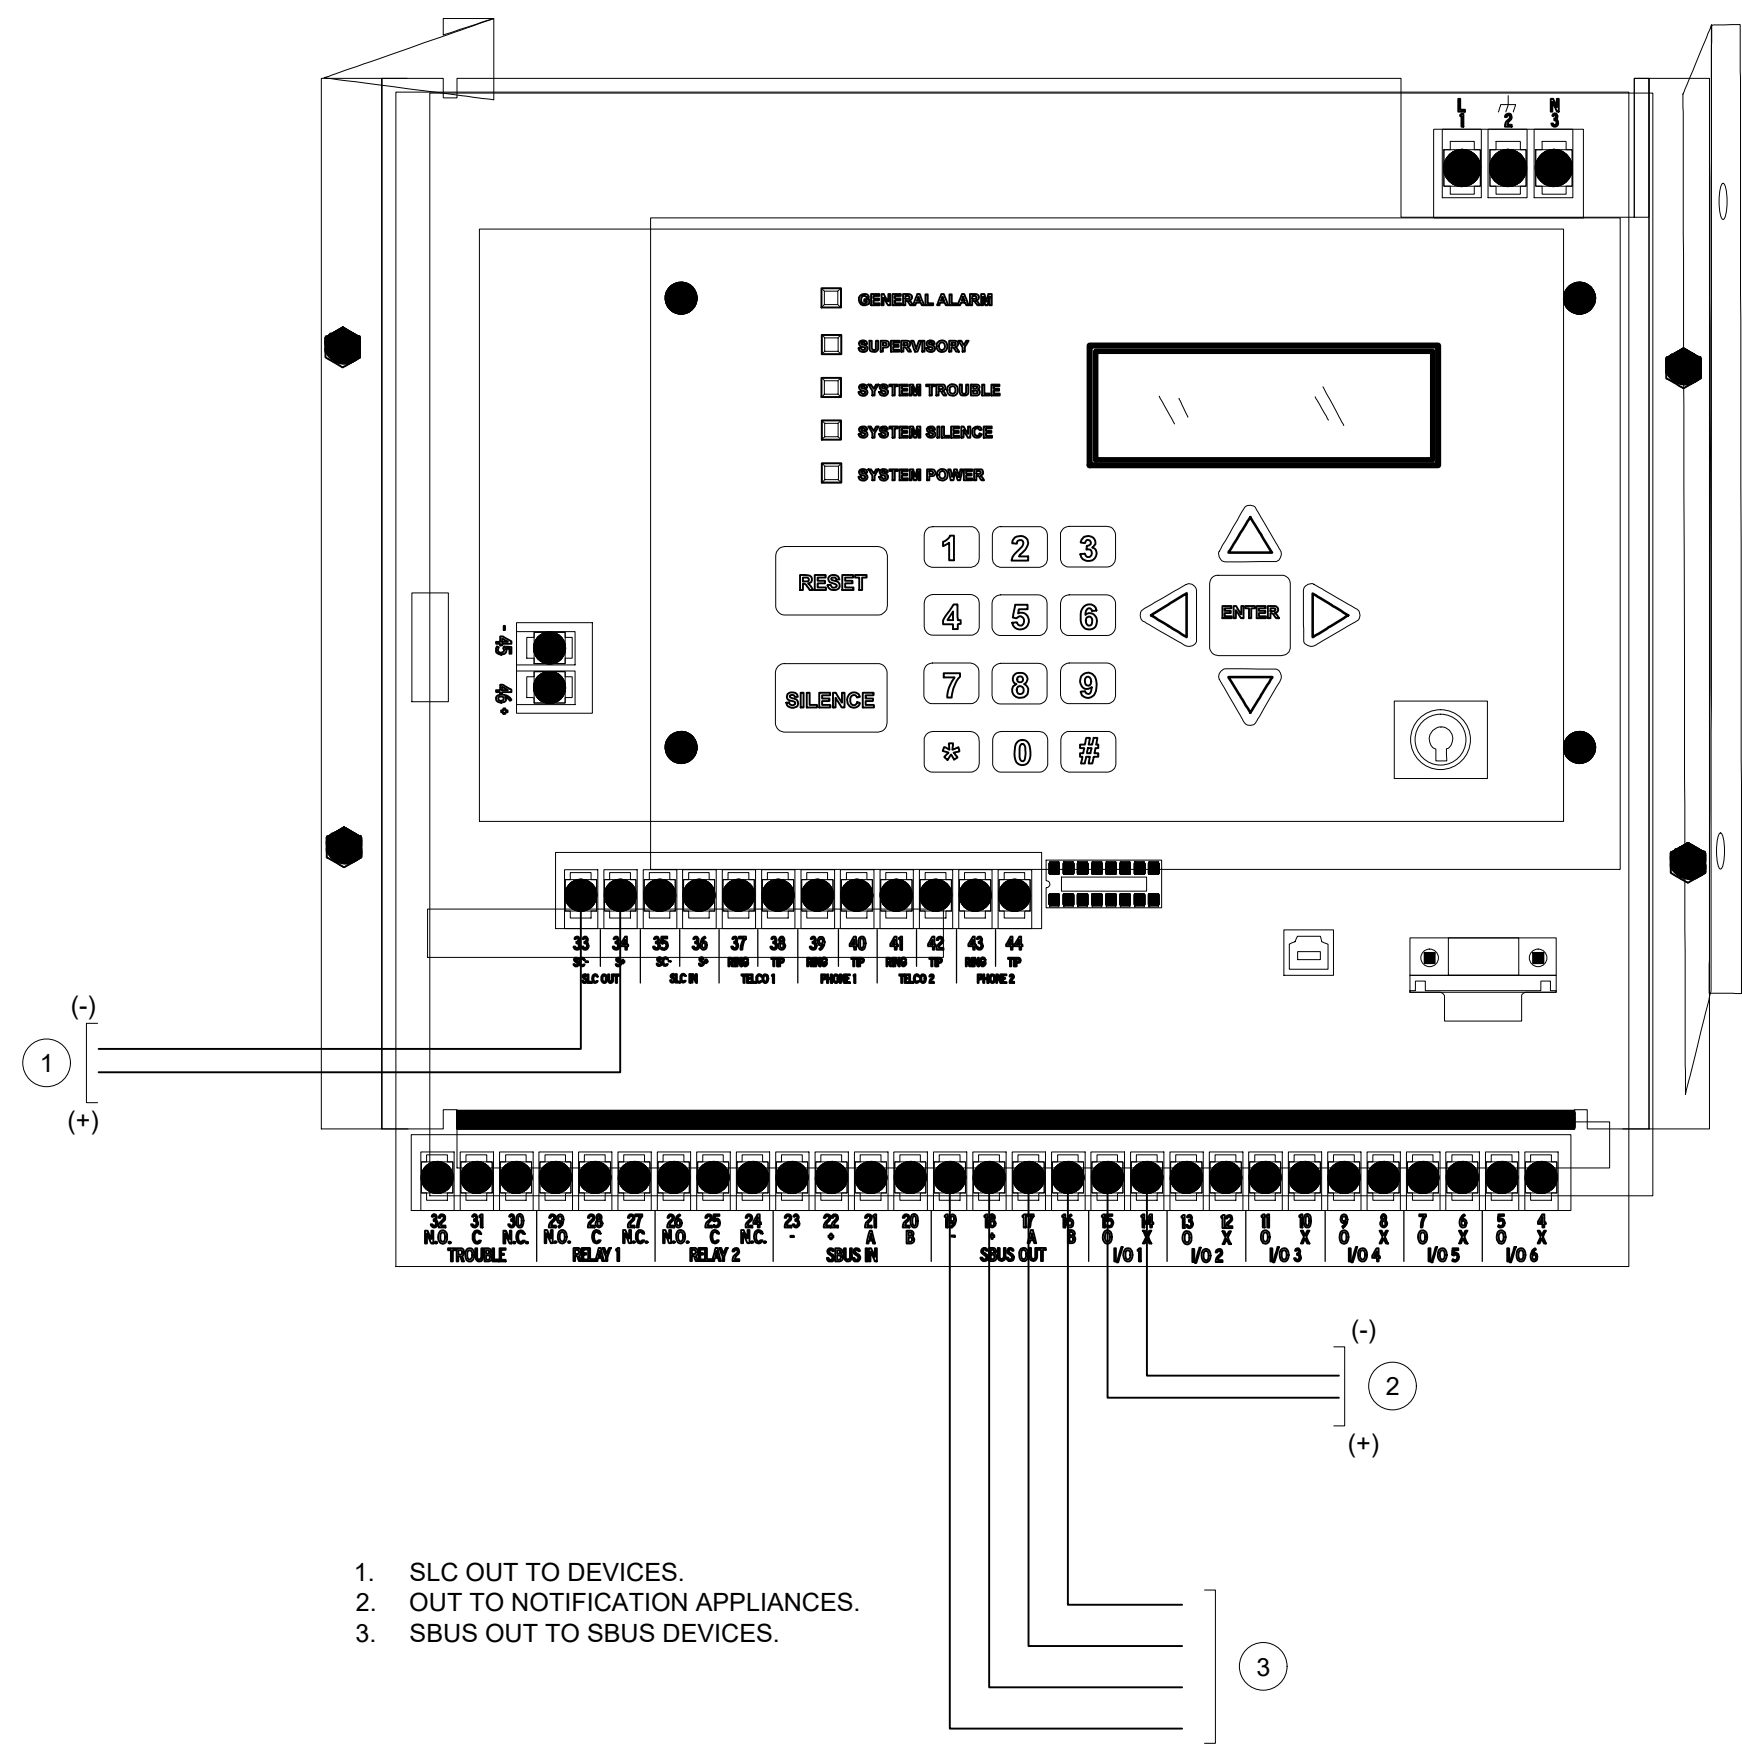 L N
1 2 3
GENERAL ALARM
SUPERVISORY
SYSTEM TROUBLE
SYSTEM SILENCE
SYSTEM POWER
1 2 3
RESET
4 5 6
ENTER
- 45
46 +
7 8 9
SILENCE
* 0 #
33 34 35 36 37 38 39 40 41 42 43 44
SC- S+ SC- S+ RING TIP RING TIP RING TIP RING TIP
SLC OUT SLC IN TELCO 1 PHONE 1 TELCO 2 PHONE 2
(-)
1
(+)
32 31 30 29 28 27 26 25 24 23 22 21 20 19 18 17 16 15 14 13 12 11 10 9 8 7 6 5 4
N.O. C N.C. N.O. C N.C. N.O. C N.C. - + A B - + A B O X O X O X O X O X O X
TROUBLE RELAY 1 RELAY 2 SBUS IN SBUS OUT I/O 1 I/O 2 I/O 3 I/O 4 I/O 5 I/O 6
(-)
2
(+)
1. SLC OUT TO DEVICES.
2. OUT TO NOTIFICATION APPLIANCES.
3. SBUS OUT TO SBUS DEVICES.
3